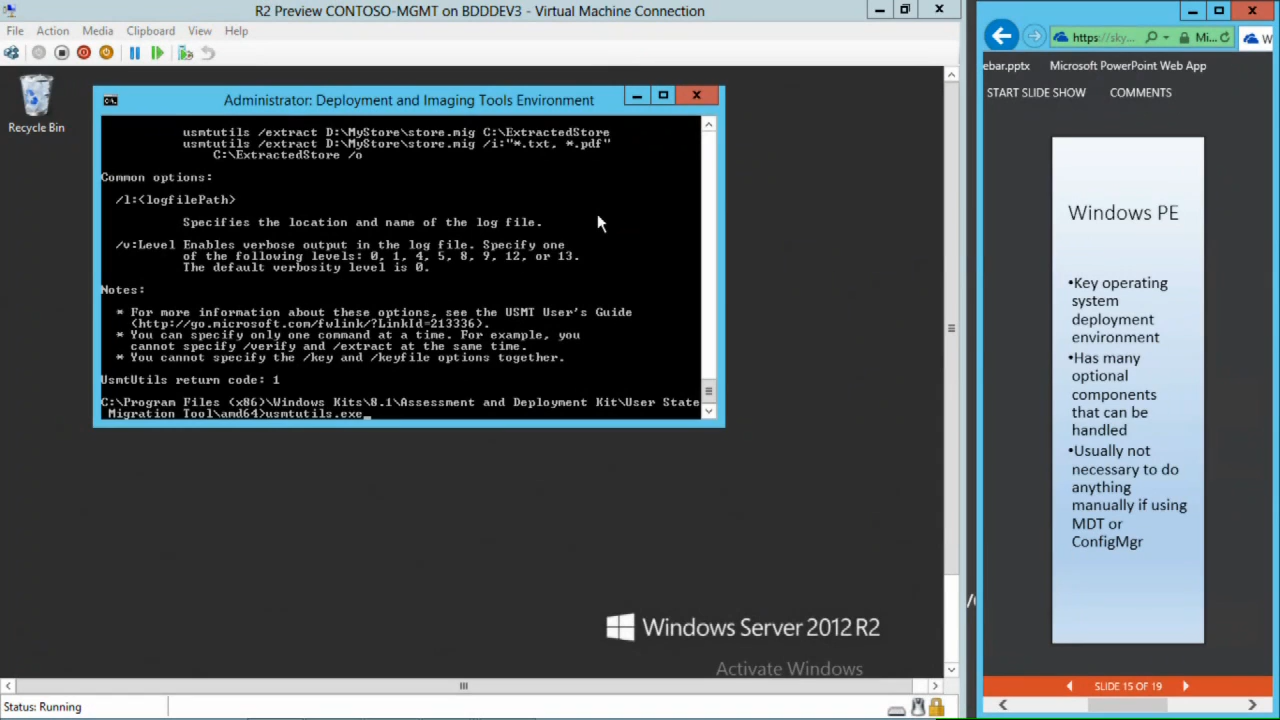 R2 Preview CONTOSO-MGMT on BDDDEV3 - Virtual Machine Connection
File Action Media Clipboard View Help
Recycle Bin
Administrator: Deployment and Imaging Tools Environment
usmtutils /extract D:\MyStore\store.mig C:\ExtractedStore
usmtutils /extract D:\MyStore\store.mig /i:"*.txt, *.pdf"
C:\ExtractedStore /o
Common options:
/l:<logfilePath>
Specifies the location and name of the log file.
/v:Level Enables verbose output in the log file. Specify one
of the following levels: 0, 1, 4, 5, 8, 9, 12, or 13.
The default verbosity level is 0.
Notes:
* For more information about these options, see the USMT User's Guide
(http://go.microsoft.com/fwlink/?LinkId=213336).
* You can specify only one command at a time. For example, you
cannot specify /verify and /extract at the same time.
* You cannot specify the /key and /keyfile options together.
UsmtUtils return code: 1
C:\Program Files (x86)\Windows Kits\8.1\Assessment and Deployment Kit\User State
Migration Tool\amd64>usmtutils.exe_
Windows Server 2012 R2
Activate Windows
Status: Running
https://sky...
Mi...
W
ebar.pptx Microsoft PowerPoint Web App
START SLIDE SHOW COMMENTS
Windows PE
•Key operating
system
deployment
environment
•Has many
optional
components
that can be
handled
•Usually not
necessary to do
anything
manually if using
MDT or
ConfigMgr
SLIDE 15 OF 19